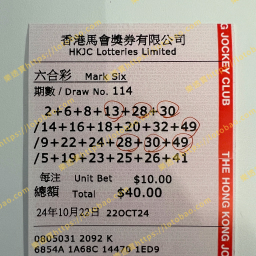 香港馬會獎券有限公司
HKJC Lotteries Limited
六合彩 Mark Six
期數 / Draw No. 114
2+6+8+13+28+30
/14+16+18+20+32+49
/9+22+24+28+30+49
/5+19+23+25+26+41
每注 Unit Bet $10.00
總額 Total $40.00
24年10月22日 22OCT24
0005031 2092 K
6854A 1A68C 14470 1ED9
JOCKEY CLUB
THE HONG KONG JO